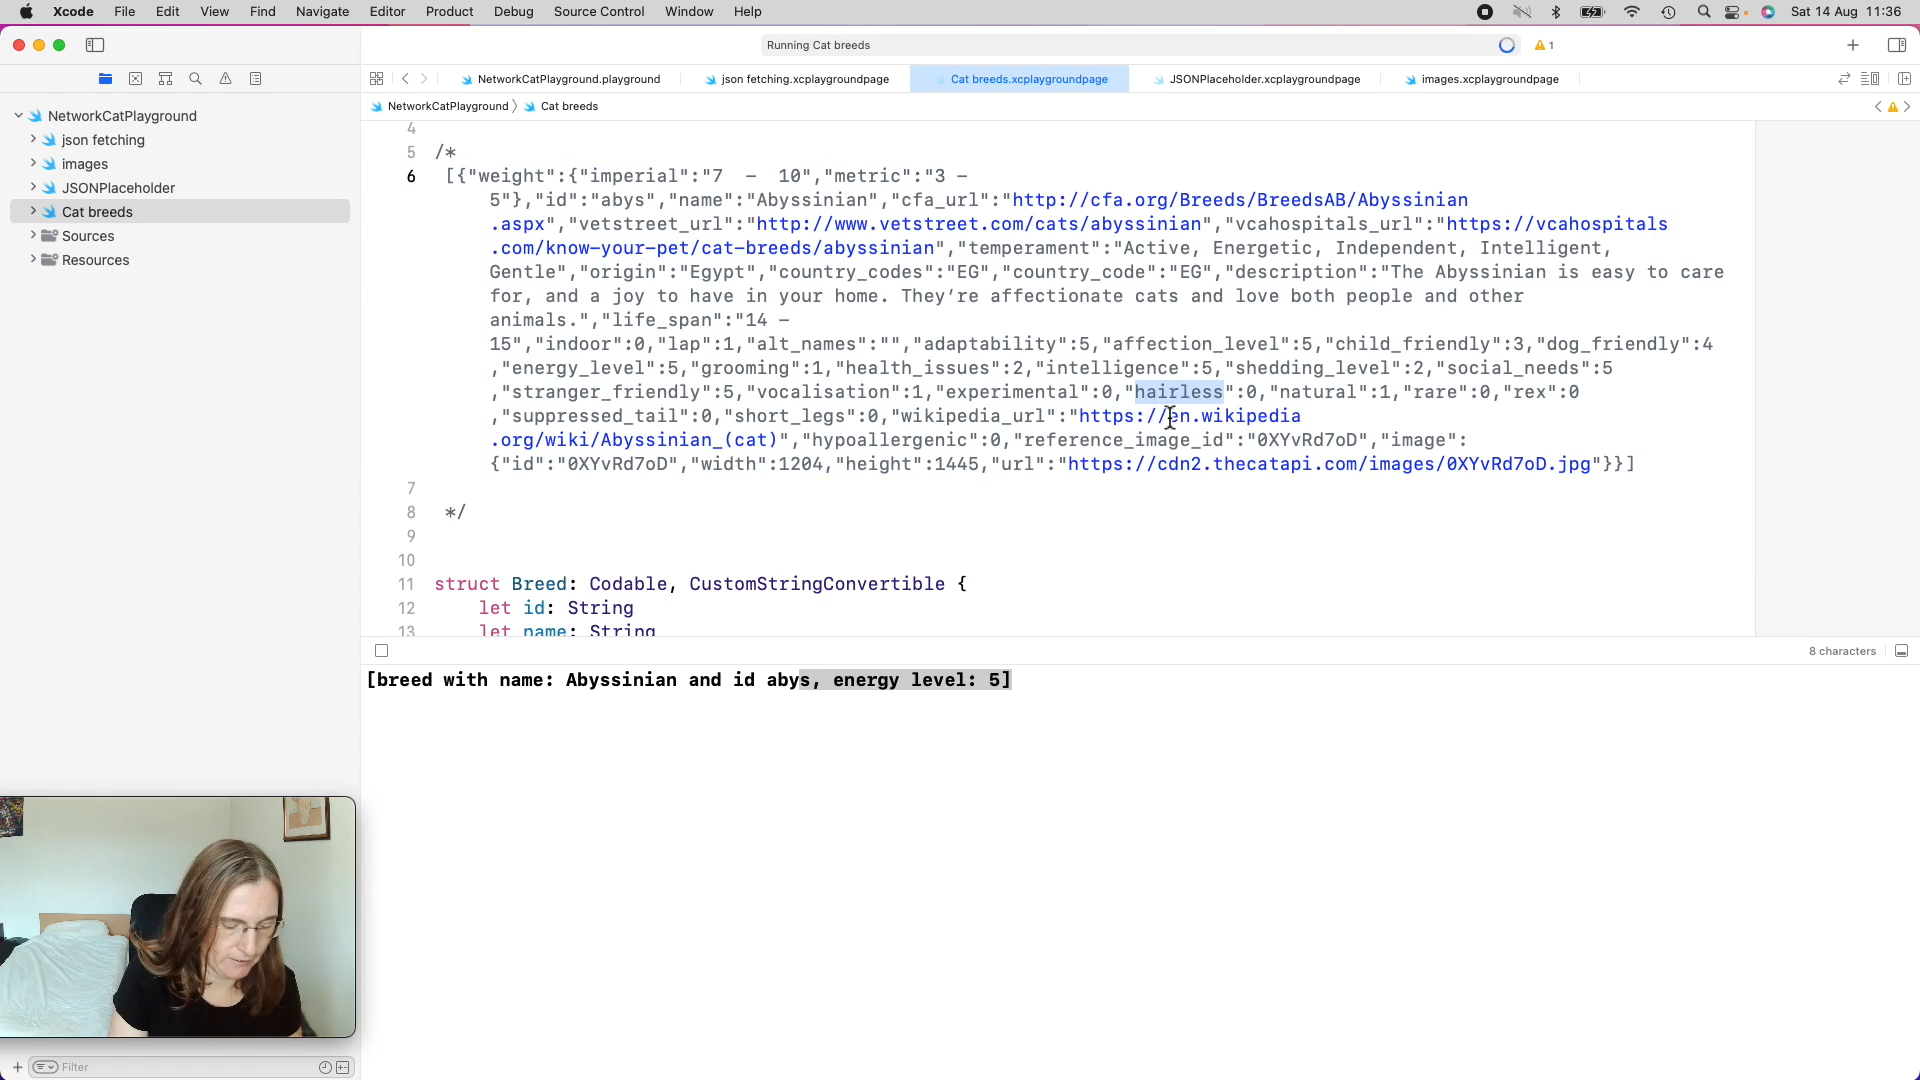 Xcode File Edit View Find Navigate Editor Product Debug Source Control Window Help Sat 14 Aug 11:36
Running Cat breeds 1
NetworkCatPlayground.playground json fetching.xcplaygroundpage Cat breeds.xcplaygroundpage JSONPlaceholder.xcplaygroundpage images.xcplaygroundpage
NetworkCatPlayground Cat breeds
NetworkCatPlayground
json fetching
images
JSONPlaceholder
Cat breeds
Sources
Resources
4
5 /*
6 [{"weight":{"imperial":"7  -  10","metric":"3 -
5"},"id":"abys","name":"Abyssinian","cfa_url":"http://cfa.org/Breeds/BreedsAB/Abyssinian
.aspx","vetstreet_url":"http://www.vetstreet.com/cats/abyssinian","vcahospitals_url":"https://vcahospitals
.com/know-your-pet/cat-breeds/abyssinian","temperament":"Active, Energetic, Independent, Intelligent,
Gentle","origin":"Egypt","country_codes":"EG","country_code":"EG","description":"The Abyssinian is easy to care
for, and a joy to have in your home. They’re affectionate cats and love both people and other
animals.","life_span":"14 -
15","indoor":0,"lap":1,"alt_names":"","adaptability":5,"affection_level":5,"child_friendly":3,"dog_friendly":4
,"energy_level":5,"grooming":1,"health_issues":2,"intelligence":5,"shedding_level":2,"social_needs":5
,"stranger_friendly":5,"vocalisation":1,"experimental":0,"hairless":0,"natural":1,"rare":0,"rex":0
,"suppressed_tail":0,"short_legs":0,"wikipedia_url":"https://en.wikipedia
.org/wiki/Abyssinian_(cat)","hypoallergenic":0,"reference_image_id":"0XYvRd7oD","image":
{"id":"0XYvRd7oD","width":1204,"height":1445,"url":"https://cdn2.thecatapi.com/images/0XYvRd7oD.jpg"}}]
7
8 */
9
10
11 struct Breed: Codable, CustomStringConvertible {
12 let id: String
13 let name: String
8 characters
[breed with name: Abyssinian and id abys, energy level: 5]
Filter